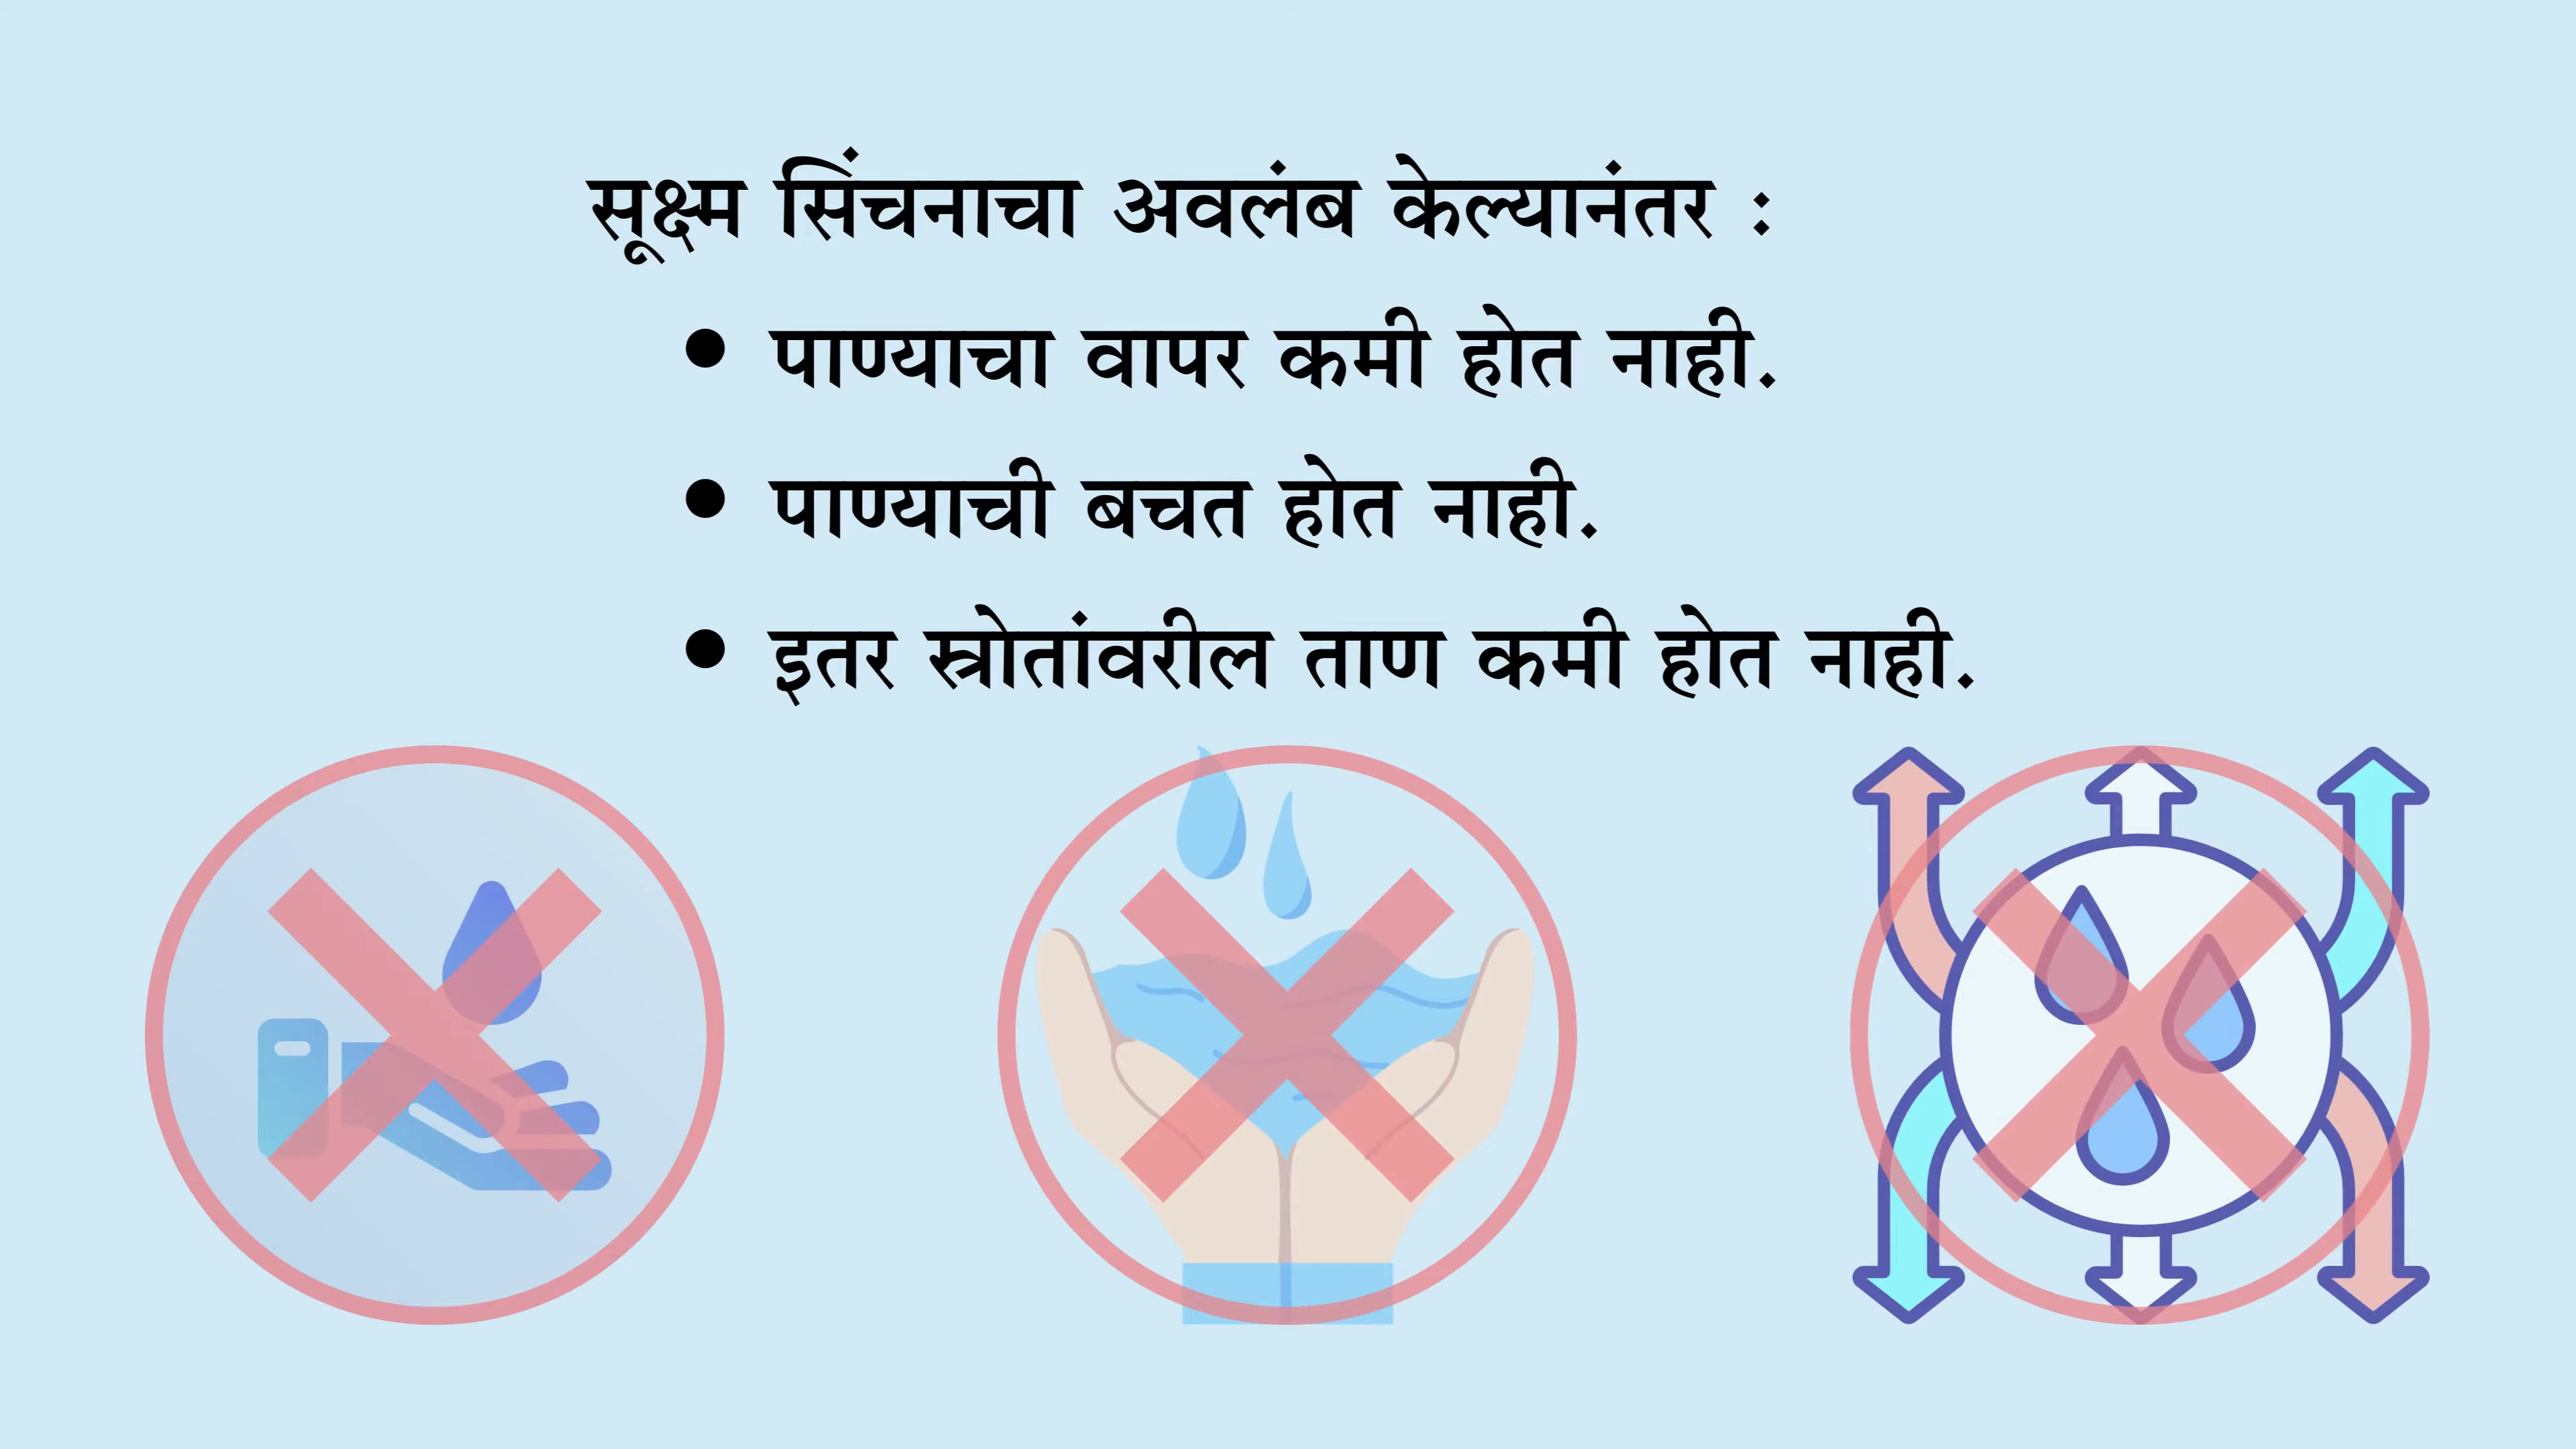 सूक्ष्म सिंचनाचा अवलंब केल्यानंतर :
• पाण्याचा वापर कमी होत नाही.
• पाण्याची बचत होत नाही.
• इतर स्त्रोतांवरील ताण कमी होत नाही.